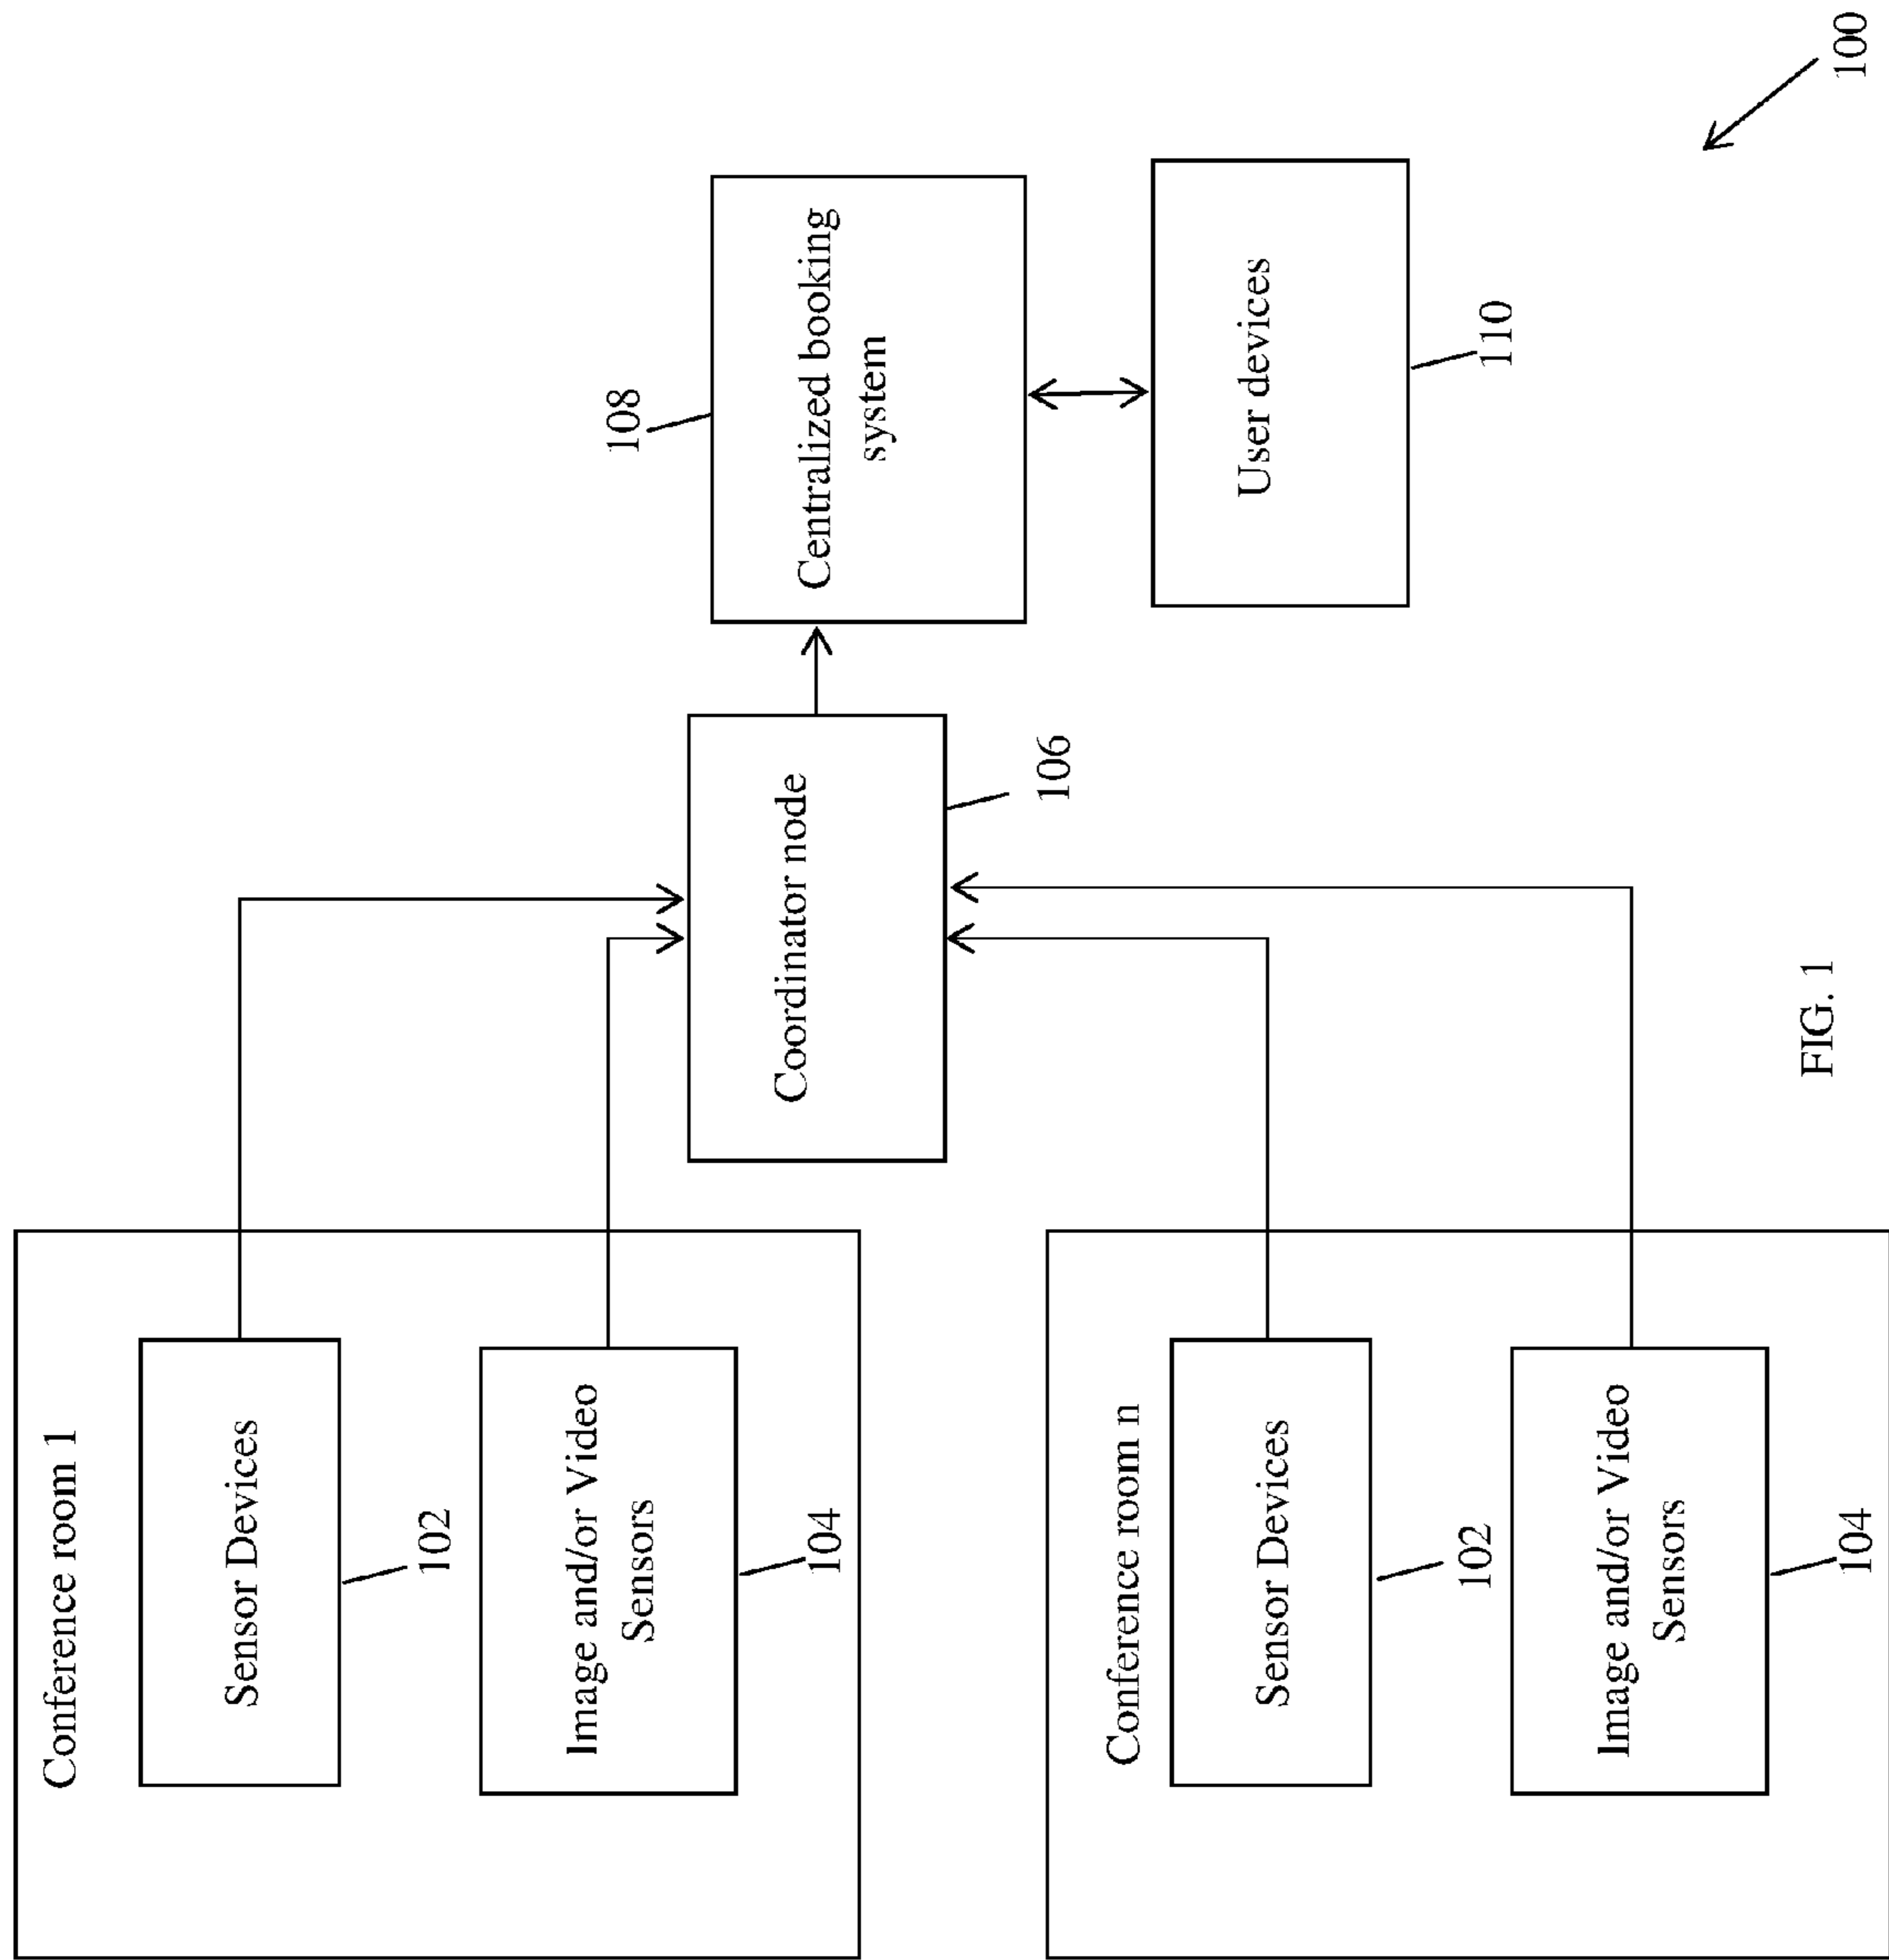 Conference room 1
Sensor Devices
102
Image and/or Video
Sensors
104
Conference room n
Sensor Devices
102
Image and/or Video
Sensors
104
Coordinator node
106
108
Centralized booking
system
User devices
110
100
FIG. 1